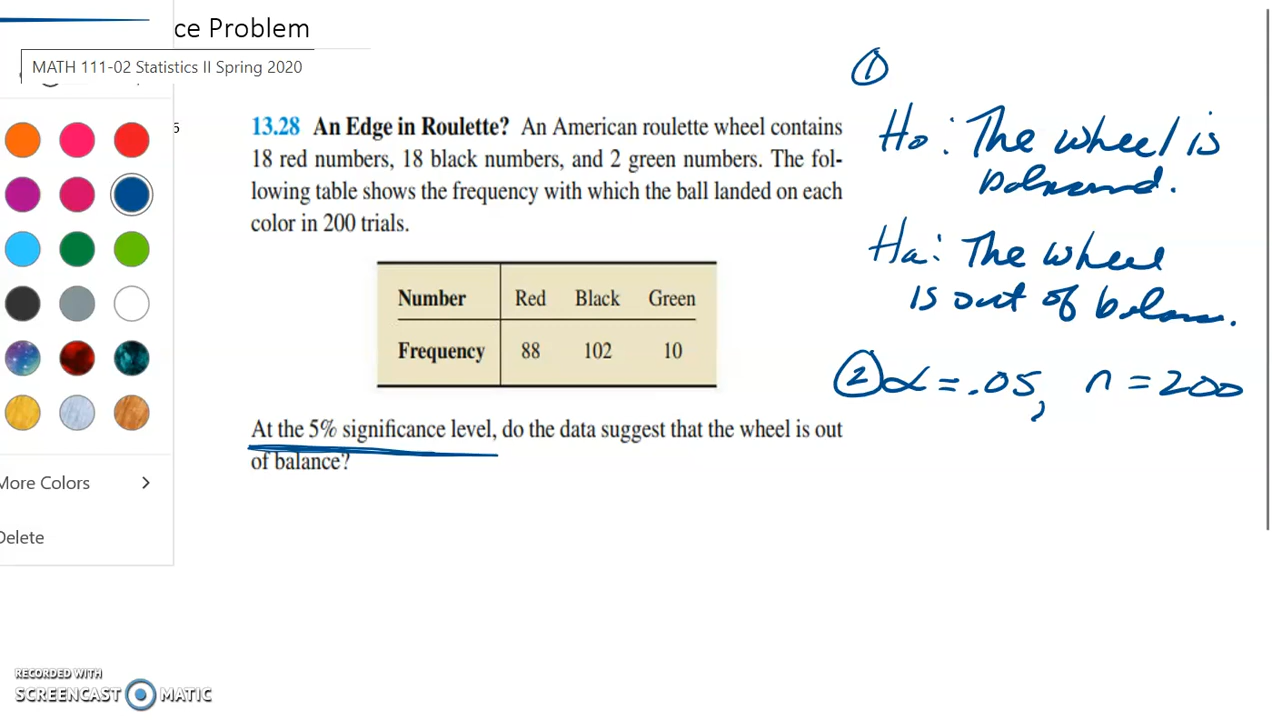 ce Problem
MATH 111-02 Statistics II Spring 2020
6
13.28 An Edge in Roulette? An American roulette wheel contains
18 red numbers, 18 black numbers, and 2 green numbers. The fol-
lowing table shows the frequency with which the ball landed on each
color in 200 trials.
Number Red Black Green
Frequency 88 102 10
At the 5% significance level, do the data suggest that the wheel is out
of balance?
①
Ho: The wheel is
balanced.
Ha: The wheel
is out of balance.
② α = .05, n = 200
More Colors
Delete
RECORDED WITH
SCREENCAST MATIC